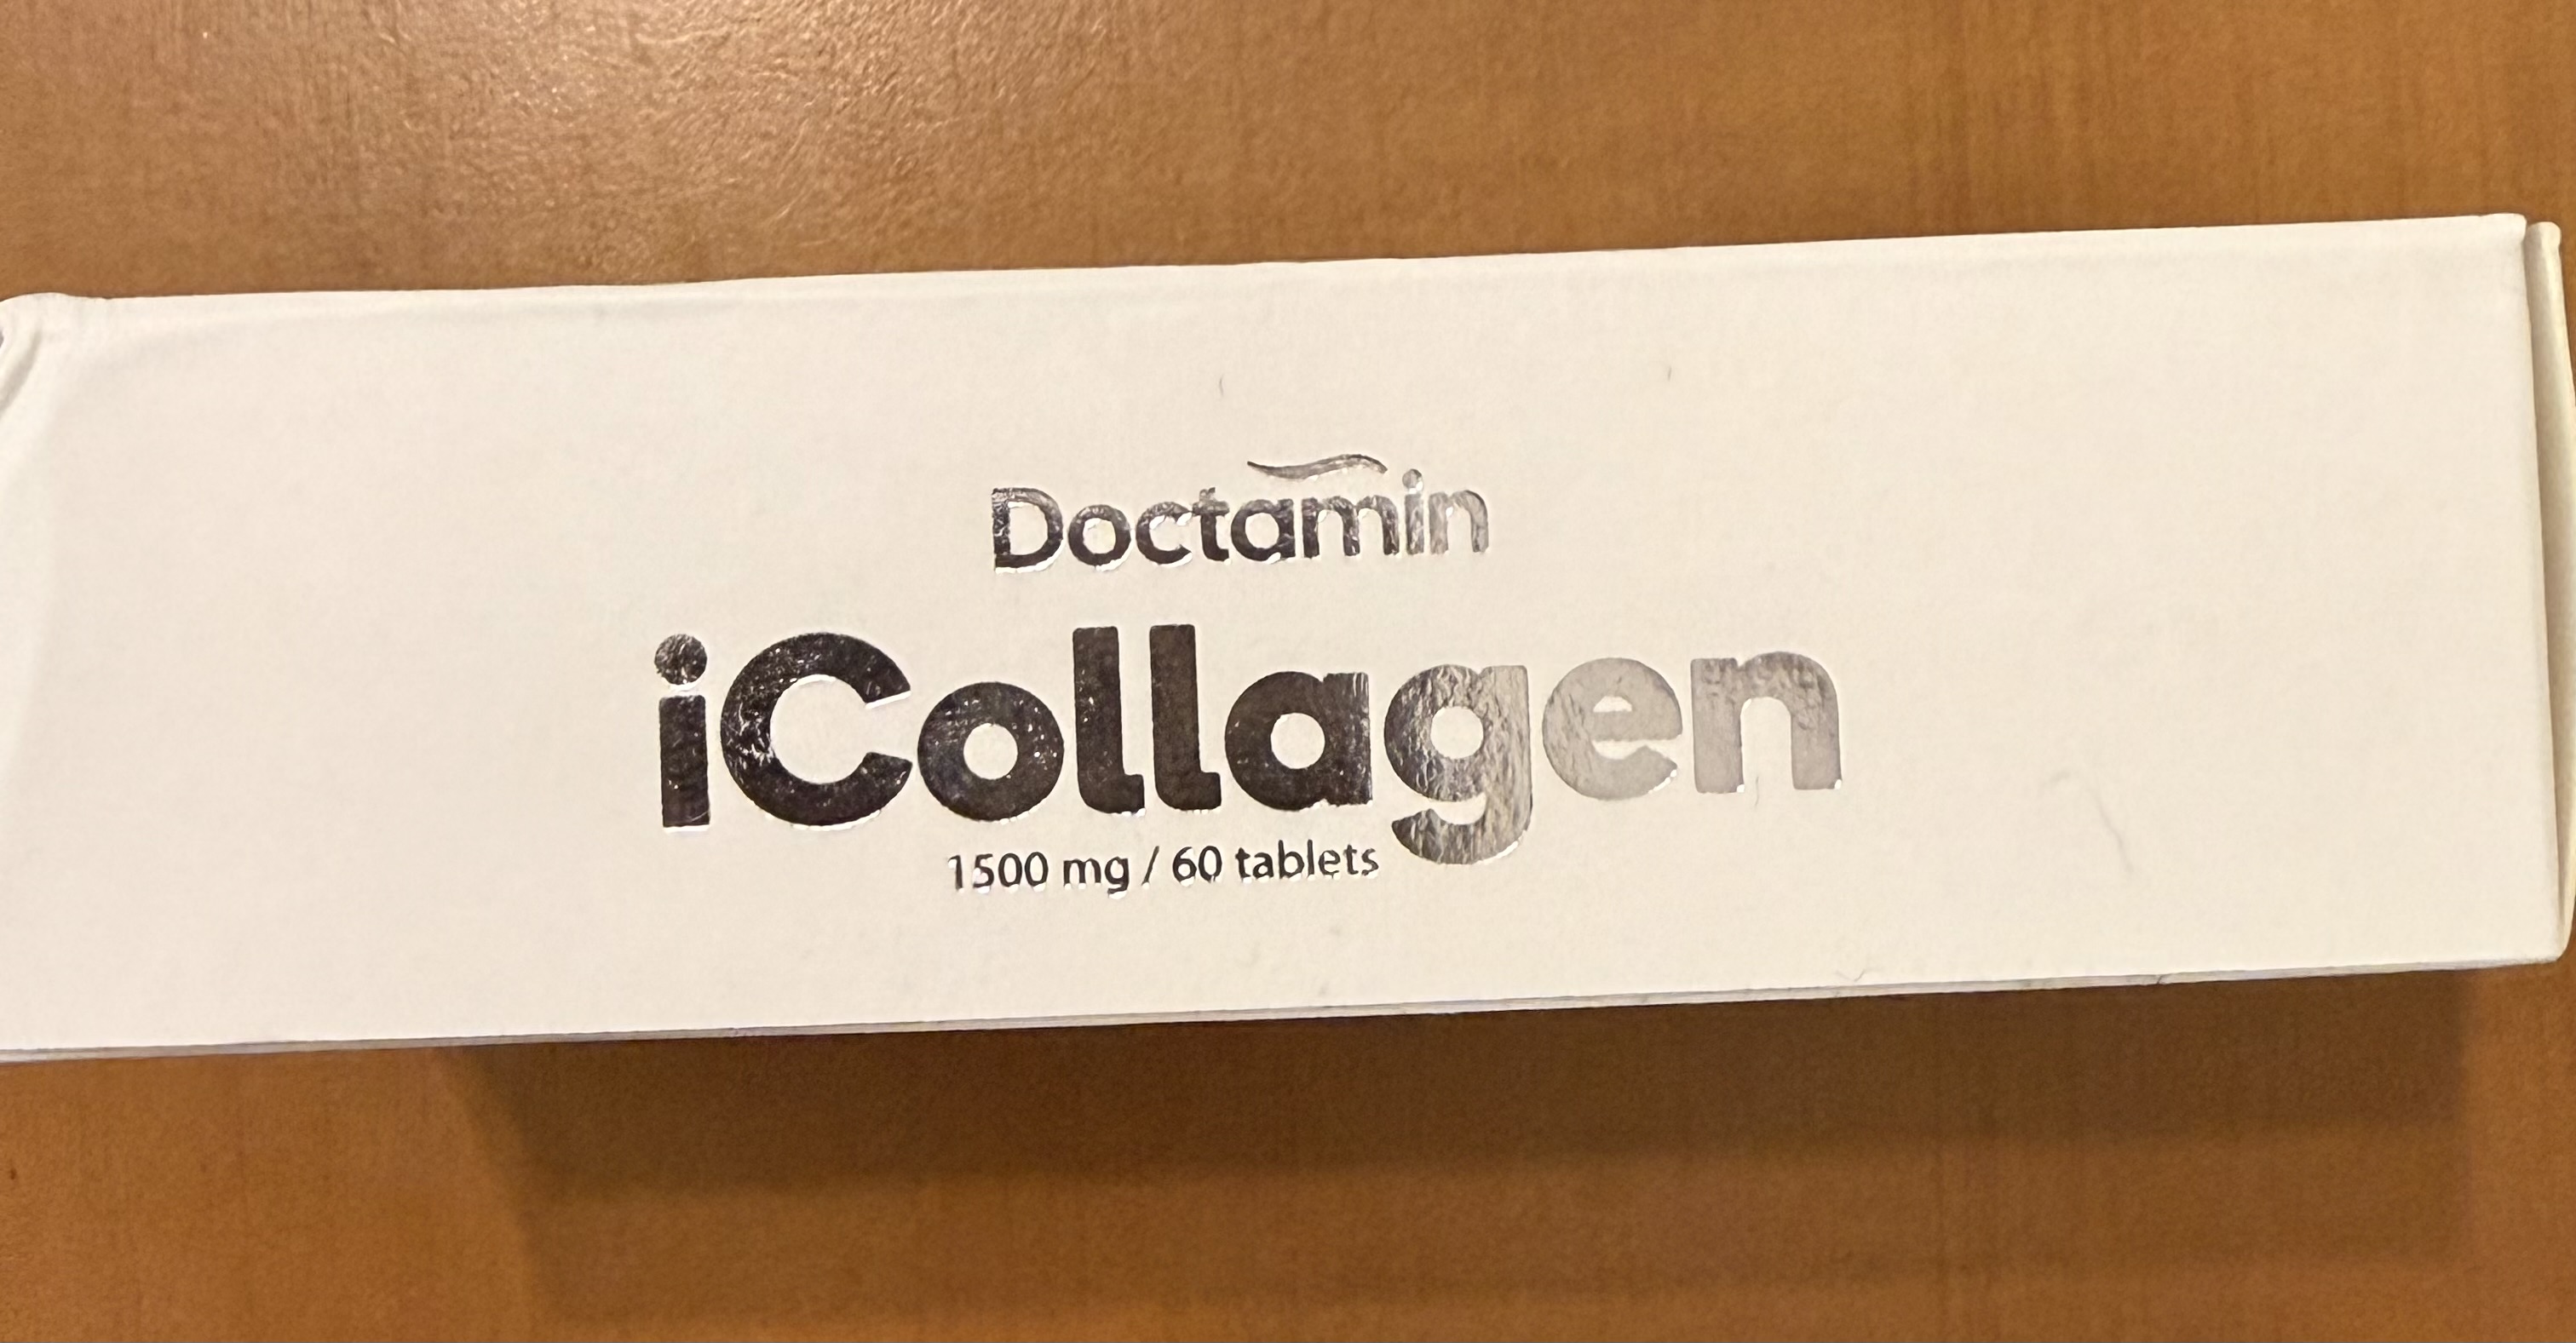 Doctamin
iCollagen
1500 mg / 60 tablets